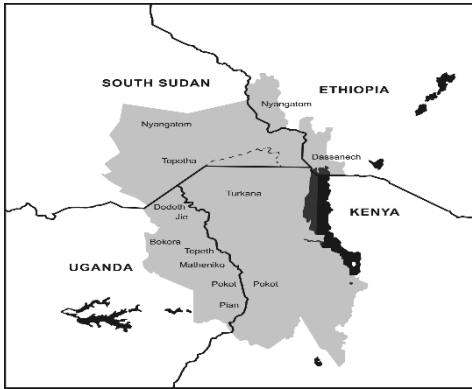 SOUTH SUDAN
ETHIOPIA
Nyangatom
Nyangatom
Dassanech
Topotha
Turkana
Dodoth
Jie
KENYA
Bokora
Tepeth
UGANDA
Matheniko
Pokot
Pokot
Pian